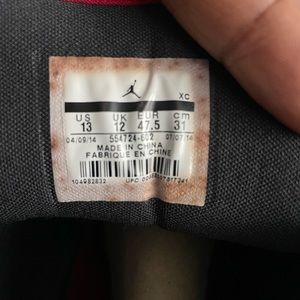 XC
US UK EUR cm
13 12 47.5 31
04/09/14 554724-602 07/07/14
MADE IN CHINA
FABRIQUE EN CHINE
104982832